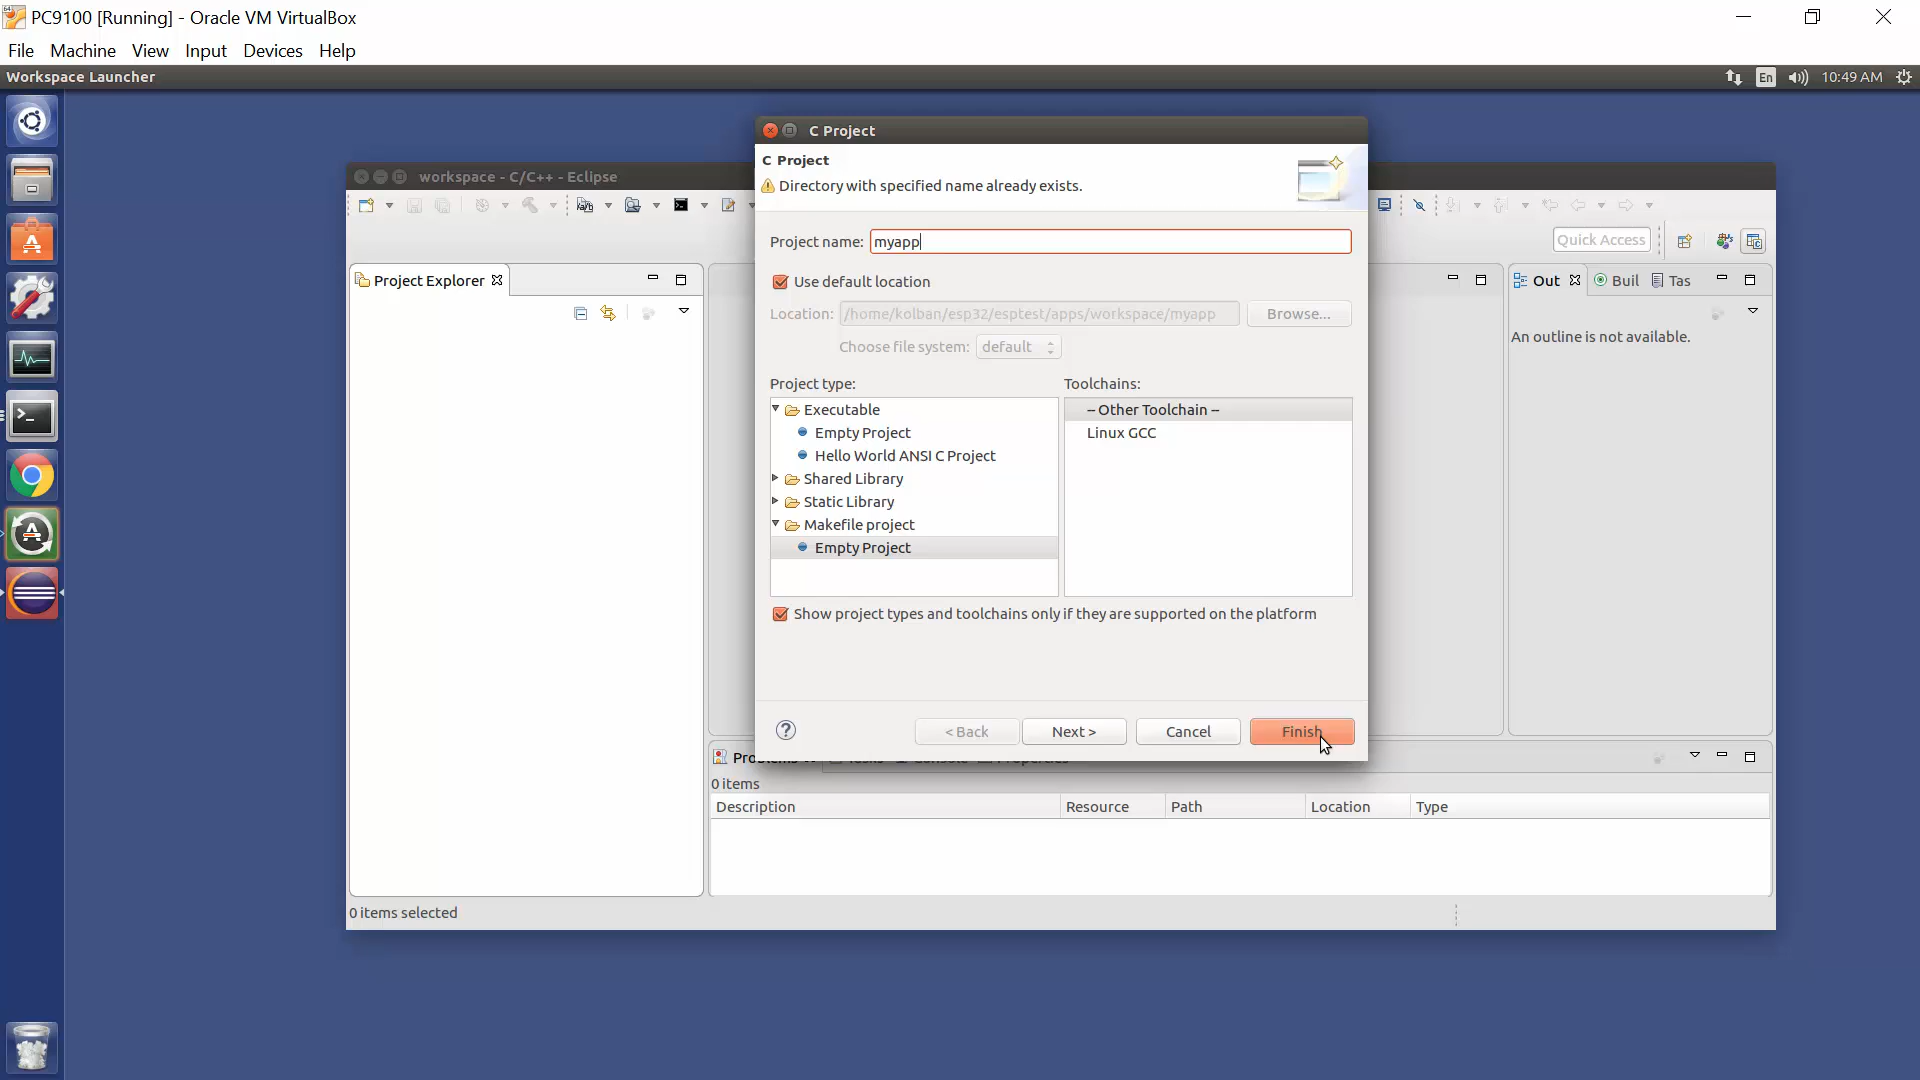 PC9100 [Running] - Oracle VM VirtualBox
File Machine View Input Devices Help
Workspace Launcher
En
10:49 AM
C Project
C Project
Directory with specified name already exists.
workspace - C/C++ - Eclipse
Project name: myapp
Quick Access
Project Explorer
Use default location
Out Buil Tas
Location: /home/kolban/esp32/esptest/apps/workspace/myapp Browse...
An outline is not available.
Choose file system: default
Project type: Toolchains:
Executable
Empty Project
Hello World ANSI C Project
Shared Library
Static Library
Makefile project
Empty Project
-- Other Toolchain --
Linux GCC
Show project types and toolchains only if they are supported on the platform
< Back Next > Cancel Finish
0 items
Description Resource Path Location Type
0 items selected